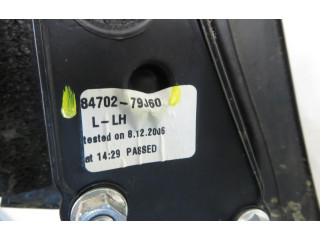 84702-79J60
L-LH
tested on 8.12.2006
at 14:29 PASSED